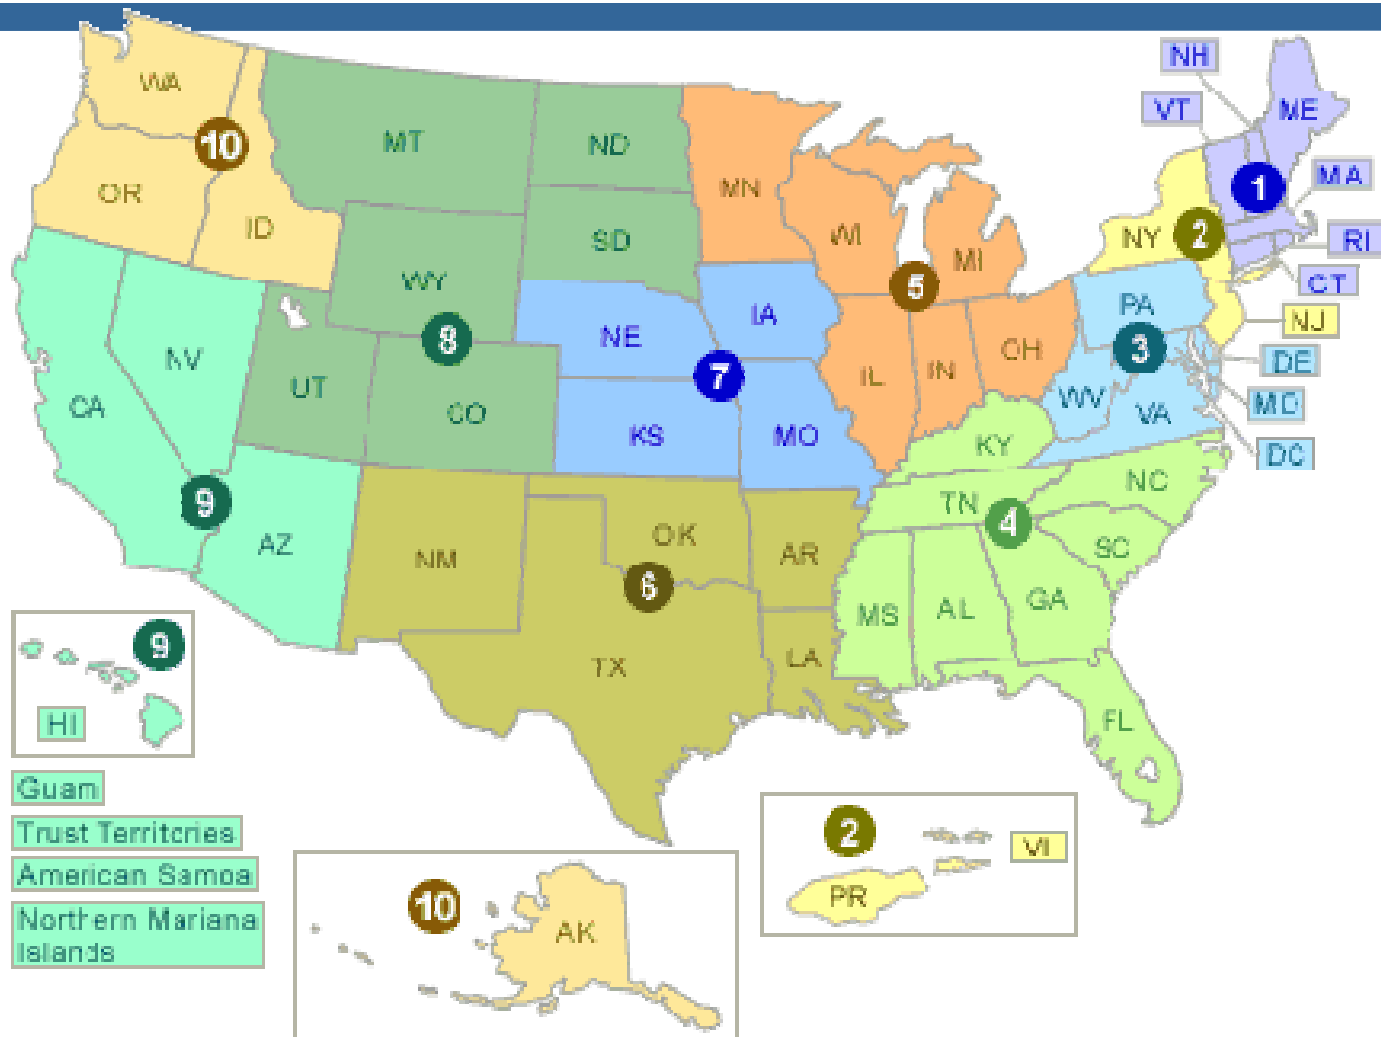 NH
WA
VT
ME
10
MT
ND
MN
MA
OR
1
ID
WI
NY
2
RI
SD
MI
WY
CT
5
PA
IA
NJ
NE
8
3
OH
NV
DE
7
IL
IN
UT
WV
MD
CA
CO
VA
KS
MO
KY
DC
NC
TN
9
4
OK
SC
AZ
AR
NM
6
GA
MS
AL
9
LA
TX
HI
FL
Guam
Trust Territories
2
VI
American Samoa
PR
10
Northern Mariana
Islands
AK